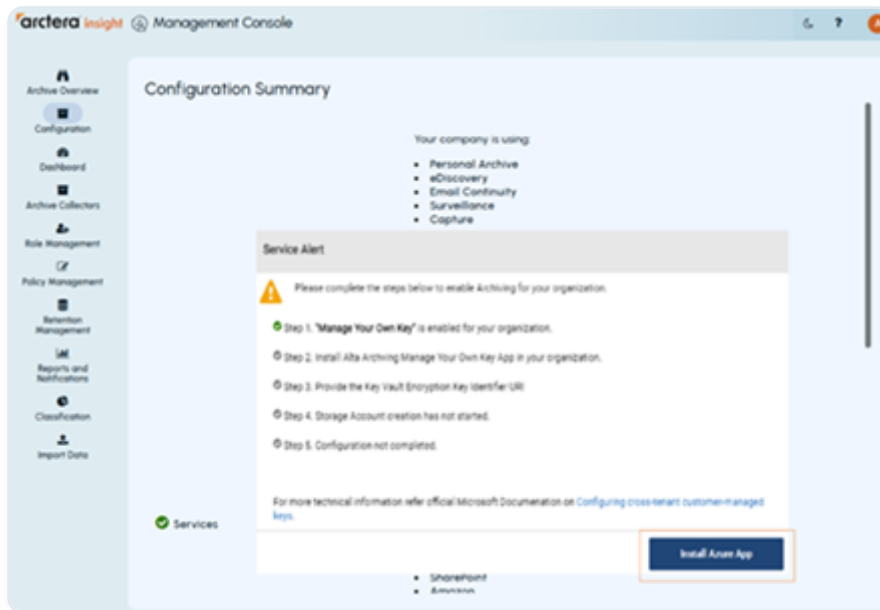 arctera insight Management Console
?
A
Archive Overview
Configuration
Dashboard
Archive Collectors
Role Management
Policy Management
Retention
Management
Reports and
Notifications
Classification
Import Data
Configuration Summary
Your company is using:
• Personal Archive
• eDiscovery
• Email Continuity
• Surveillance
• Capture
Service Alert
Please complete the steps below to enable Archiving for your organization.
Step 1. "Manage Your Own Key" is enabled for your organization.
Step 2. Install Alta Archiving Manage Your Own Key App in your organization.
Step 3. Provide the Key Vault Encryption Key Identifier URI
Step 4. Storage Account creation has not started.
Step 5. Configuration not completed.
For more technical information refer official Microsoft Documenation on Configuring cross-tenant customer-managed
keys.
Install Azure App
Services
• SharePoint
• Amazon